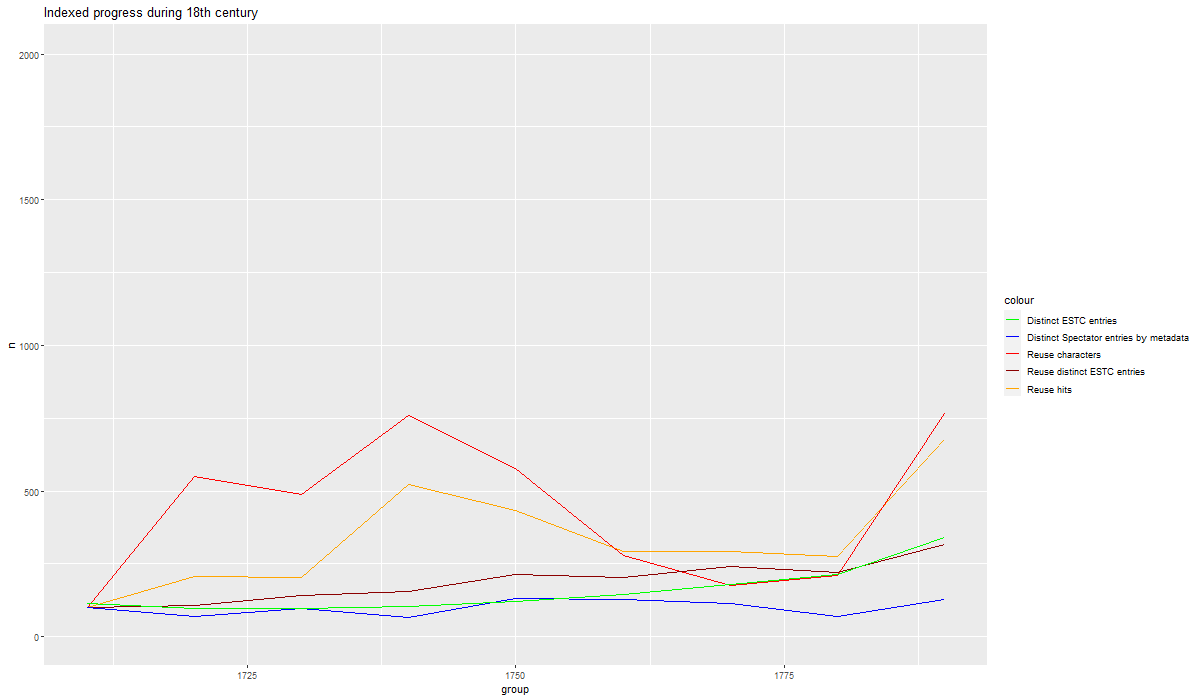 Indexed progress during 18th century
2000
1500
1000
500
0
n
1725
1750
1775
group
colour
Distinct ESTC entries
Distinct Spectator entries by metadata
Reuse characters
Reuse distinct ESTC entries
Reuse hits